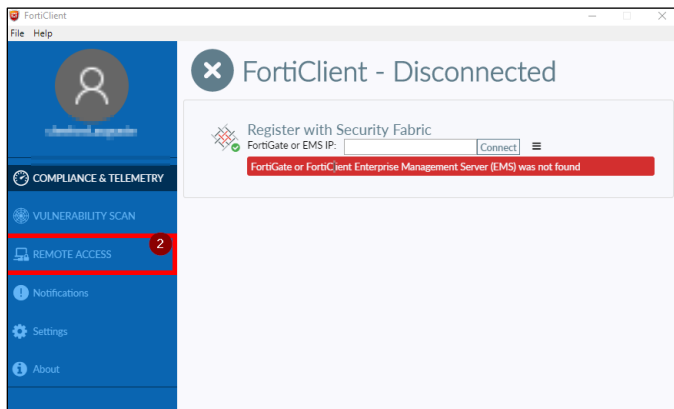 FortiClient
File Help
FortiClient - Disconnected
Register with Security Fabric
FortiGate or EMS IP: Connect
FortiGate or FortiClient Enterprise Management Server (EMS) was not found
COMPLIANCE & TELEMETRY
VULNERABILITY SCAN
2
REMOTE ACCESS
Notifications
Settings
About